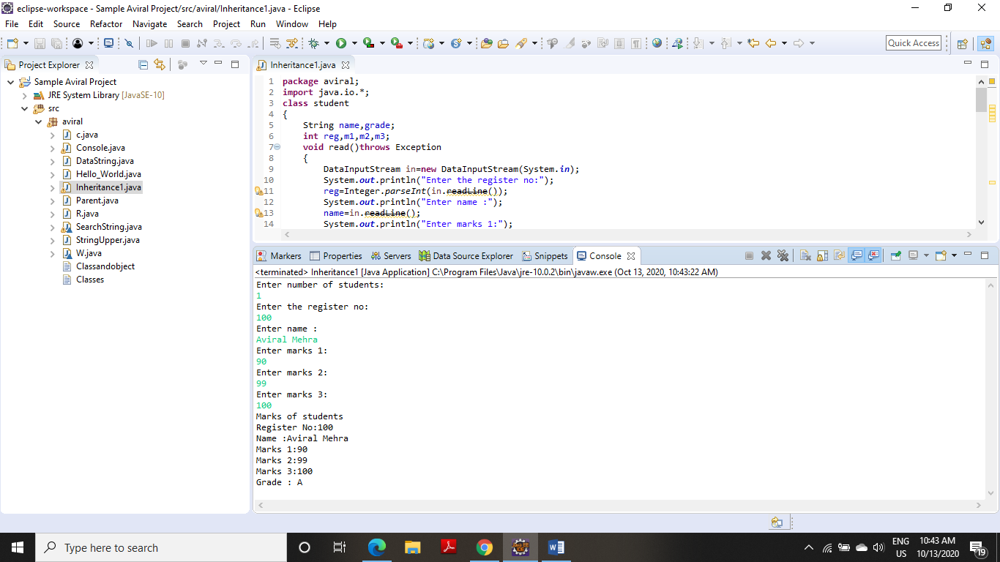 eclipse-workspace - Sample Aviral Project/src/aviral/Inheritance1.java - Eclipse
File Edit Source Refactor Navigate Search Project Run Window Help
Quick Access
Project Explorer
Sample Aviral Project
JRE System Library [JavaSE-10]
src
aviral
c.java
Console.java
DataString.java
Hello_World.java
Inheritance1.java
Parent.java
R.java
SearchString.java
StringUpper.java
W.java
Classandobject
Classes
Inheritance1.java
1 package aviral;
2 import java.io.*;
3 class student
4 {
5 String name,grade;
6 int reg,m1,m2,m3;
7 void read()throws Exception
8 {
9 DataInputStream in=new DataInputStream(System.in);
10 System.out.println("Enter the register no:");
11 reg=Integer.parseInt(in.readLine());
12 System.out.println("Enter name :");
13 name=in.readLine();
14 System.out.println("Enter marks 1:");
Markers Properties Servers Data Source Explorer Snippets Console
<terminated> Inheritance1 [Java Application] C:\Program Files\Java\jre-10.0.2\bin\javaw.exe (Oct 13, 2020, 10:43:22 AM)
Enter number of students:
1
Enter the register no:
100
Enter name :
Aviral Mehra
Enter marks 1:
90
Enter marks 2:
99
Enter marks 3:
100
Marks of students
Register No:100
Name :Aviral Mehra
Marks 1:90
Marks 2:99
Marks 3:100
Grade : A
Type here to search
Java EE
IDE
ENG
US
10:43 AM
10/13/2020
19